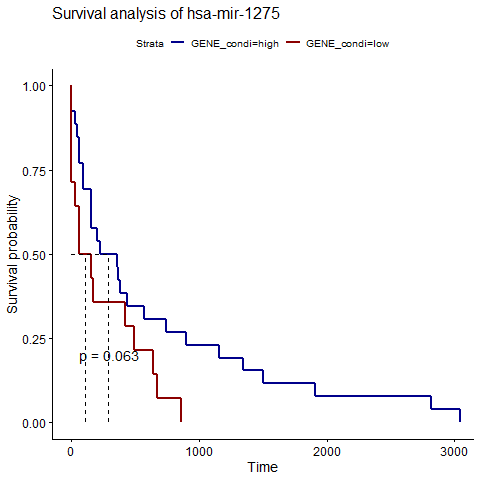 Survival analysis of hsa-mir-1275
Strata GENE_condi=high GENE_condi=low
Survival probability
1.00
0.75
0.50
0.25
0.00
p = 0.063
0 1000 2000 3000
Time